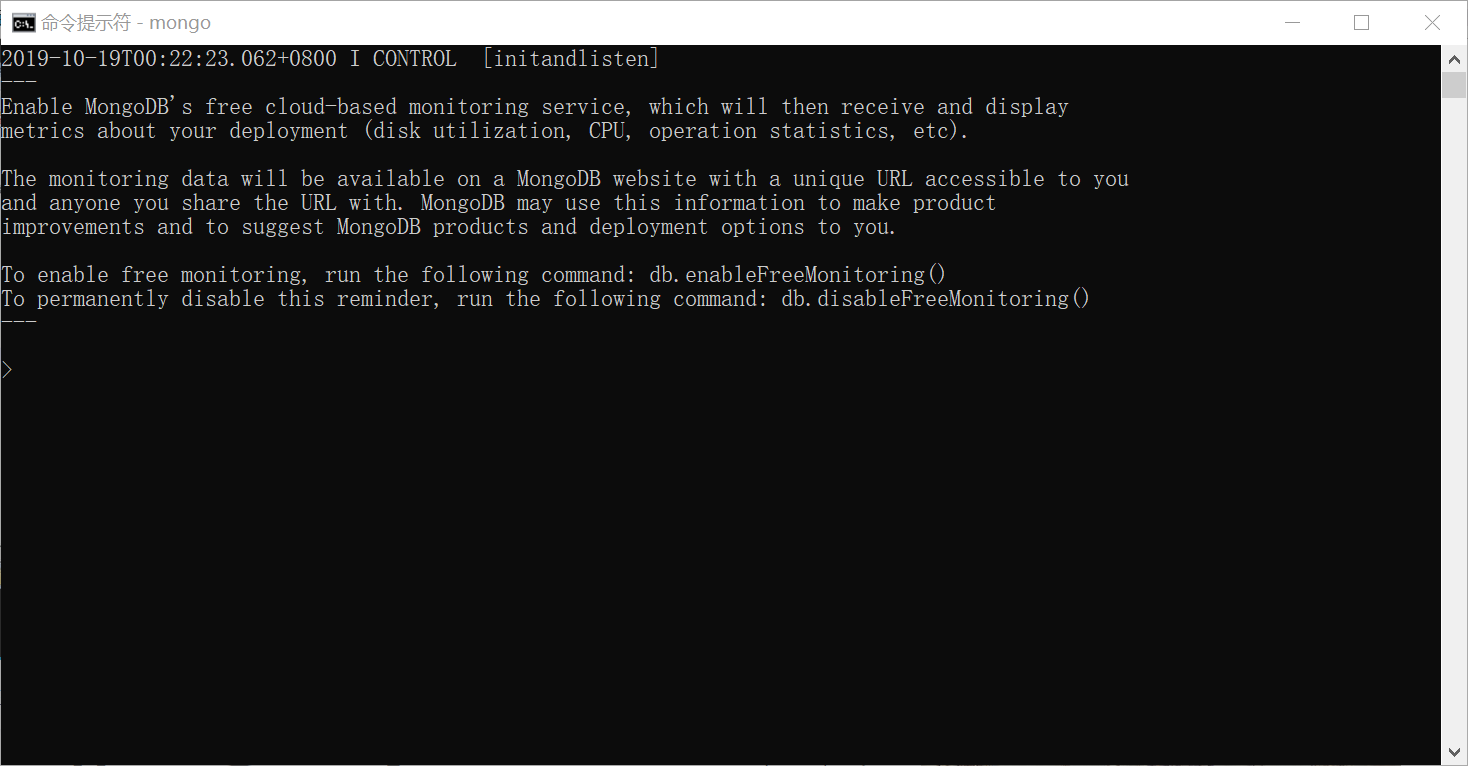 命令提示符 - mongo
2019-10-19T00:22:23.062+0800 I CONTROL  [initandlisten]
---
Enable MongoDB's free cloud-based monitoring service, which will then receive and display
metrics about your deployment (disk utilization, CPU, operation statistics, etc).
The monitoring data will be available on a MongoDB website with a unique URL accessible to you
and anyone you share the URL with. MongoDB may use this information to make product
improvements and to suggest MongoDB products and deployment options to you.
To enable free monitoring, run the following command: db.enableFreeMonitoring()
To permanently disable this reminder, run the following command: db.disableFreeMonitoring()
---
>